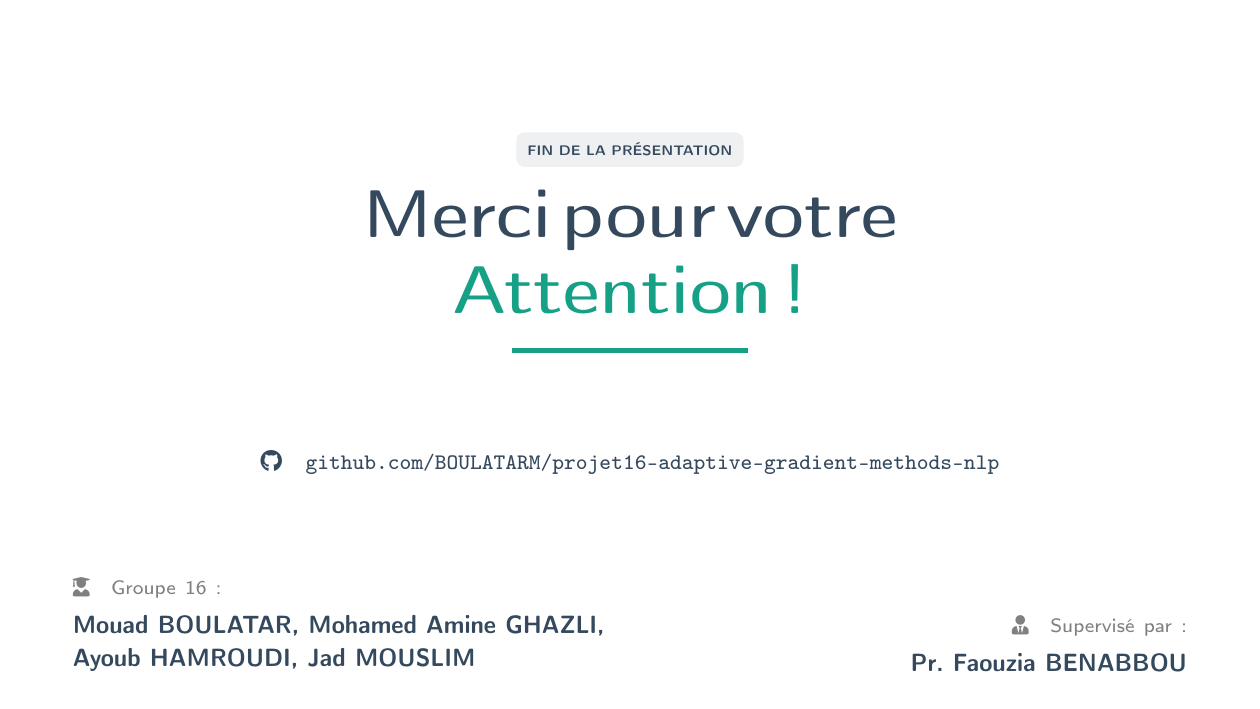 FIN DE LA PRÉSENTATION
Merci pour votre
Attention !
github.com/BOULATARM/projet16-adaptive-gradient-methods-nlp
Groupe 16 :
Mouad BOULATAR, Mohamed Amine GHAZLI,
Ayoub HAMROUDI, Jad MOUSLIM
Supervisé par :
Pr. Faouzia BENABBOU